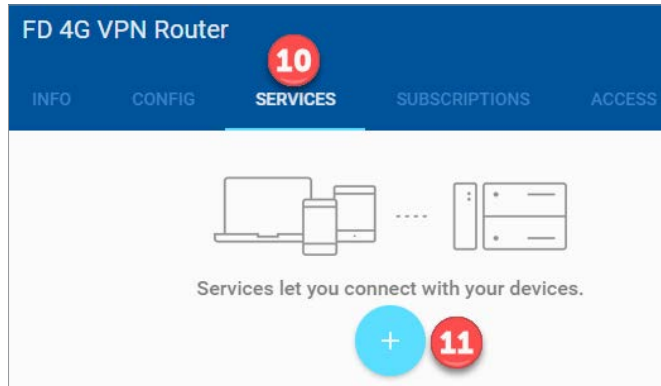 FD 4G VPN Router
10
INFO CONFIG SERVICES SUBSCRIPTIONS ACCESS
Services let you connect with your devices.
+ 11